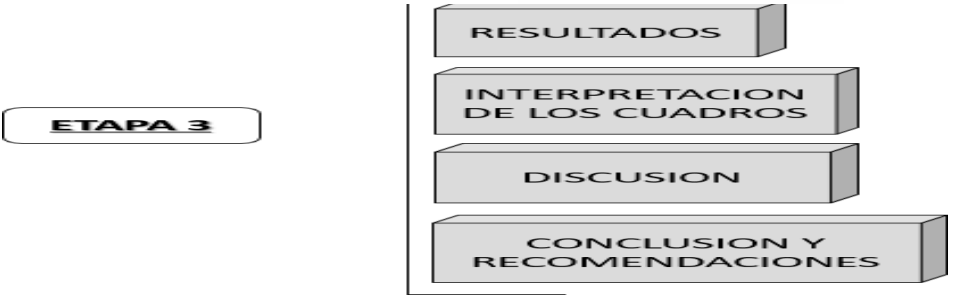 ETAPA 3
RESULTADOS
INTERPRETACION
DE LOS CUADROS
DISCUSION
CONCLUSION Y
RECOMENDACIONES